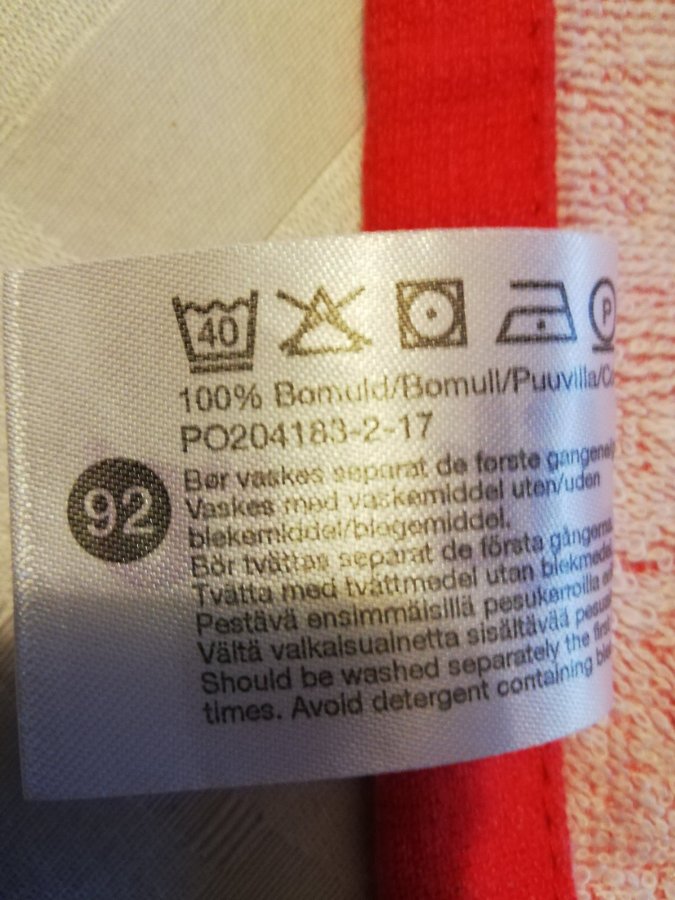 40
P
100% Bomuld/Bomull/Puuvilla/Co
PO204183-2-17
92
Bør vaskes separat de første gangene
Vaskes med vaskemiddel uten/uden
blekemiddel/blegemiddel.
Bör tvättas separat de första gångerna
Tvätta med tvättmedel utan blekmedel
Pestävä ensimmäisillä pesukerroilla
Vältä valkaisuainetta sisältävää
Should be washed separately the first
times. Avoid detergent containing